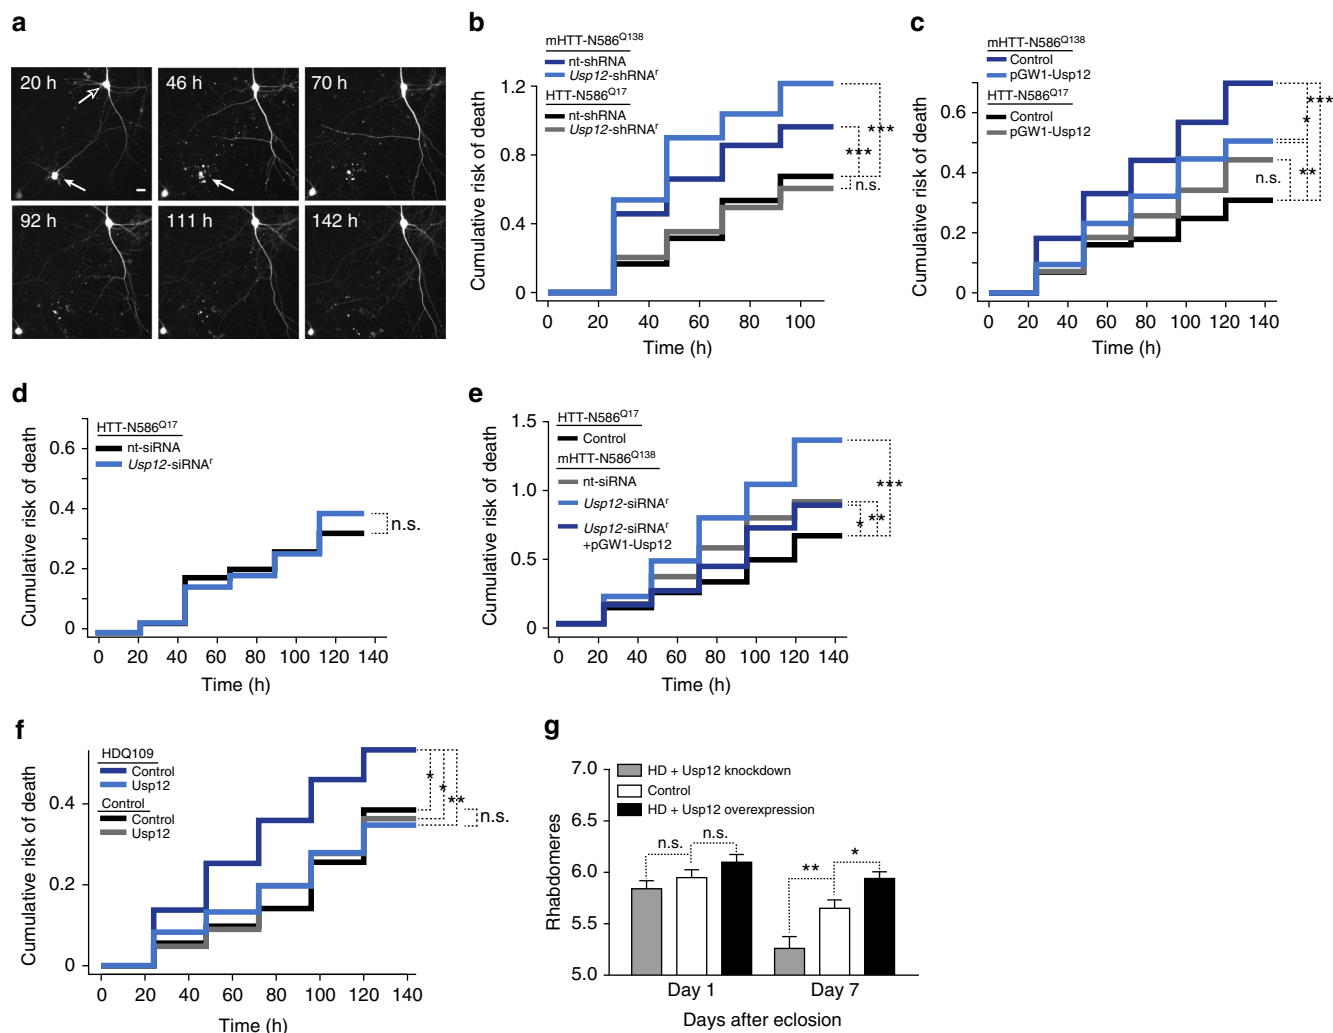 a
20 h
46 h
70 h
92 h
111 h
142 h
b
mHTT-N586Q138
nt-shRNA
Usp12-shRNAr
HTT-N586Q17
nt-shRNA
Usp12-shRNAr
Cumulative risk of death
1.2
0.8
0.4
0
0 20 40 60 80 100
Time (h)
***
***
n.s.
c
mHTT-N586Q138
Control
pGW1-Usp12
HTT-N586Q17
Control
pGW1-Usp12
Cumulative risk of death
0.6
0.4
0.2
0
0 20 40 60 80 100 120 140
Time (h)
***
*
**
n.s.
d
HTT-N586Q17
nt-siRNA
Usp12-siRNAr
Cumulative risk of death
0.6
0.4
0.2
0
0 20 40 60 80 100 120 140
Time (h)
n.s.
e
HTT-N586Q17
Control
mHTT-N586Q138
nt-siRNA
Usp12-siRNAr
Usp12-siRNAr
+pGW1-Usp12
Cumulative risk of death
1.5
1.0
0.5
0
0 20 40 60 80 100 120 140
Time (h)
***
**
*
f
HDQ109
Control
Usp12
Control
Control
Usp12
Cumulative risk of death
0.4
0.2
0
0 20 40 60 80 100 120 140
Time (h)
*
*
**
n.s.
g
HD + Usp12 knockdown
Control
HD + Usp12 overexpression
Rhabdomeres
7.0
6.5
6.0
5.5
5.0
n.s.
n.s.
**
*
Day 1
Day 7
Days after eclosion